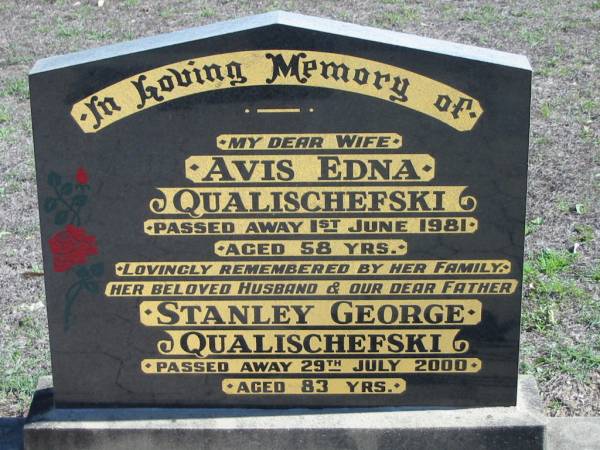 In Loving Memory of
MY DEAR WIFE
AVIS EDNA
QUALISCHEFSKI
PASSED AWAY 1ST JUNE 1981
AGED 58 YRS.
LOVINGLY REMEMBERED BY HER FAMILY.
HER BELOVED HUSBAND & OUR DEAR FATHER
STANLEY GEORGE
QUALISCHEFSKI
PASSED AWAY 29TH JULY 2000
AGED 83 YRS.